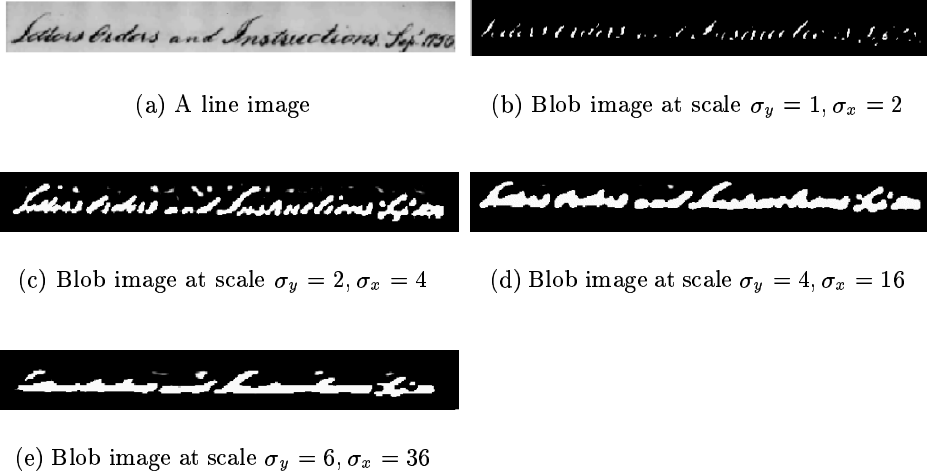 Letters Orders and Instructions. Sep.' 1756
(a) A line image
(b) Blob image at scale σy = 1, σx = 2
(c) Blob image at scale σy = 2, σx = 4
(d) Blob image at scale σy = 4, σx = 16
(e) Blob image at scale σy = 6, σx = 36